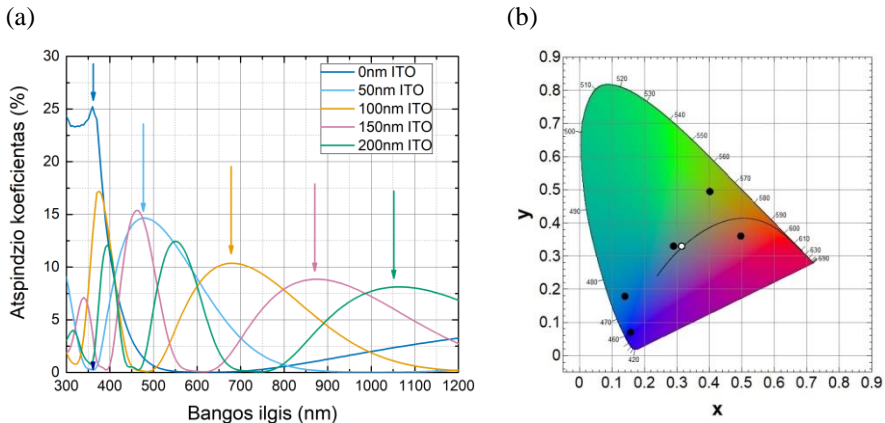 (a)
(b)
30
25
20
15
10
5
0
Atspindzio koeficientas (%)
0nm ITO
50nm ITO
100nm ITO
150nm ITO
200nm ITO
300 400 500 600 700 800 900 1000 1100 1200
Bangos ilgis (nm)
0.9
0.8
0.7
0.6
0.5
0.4
0.3
0.2
0.1
0
y
510
520
530
540
550
560
570
580
590
600
610
630
690
500
490
480
470
460
420
0 0.1 0.2 0.3 0.4 0.5 0.6 0.7 0.8 0.9
x